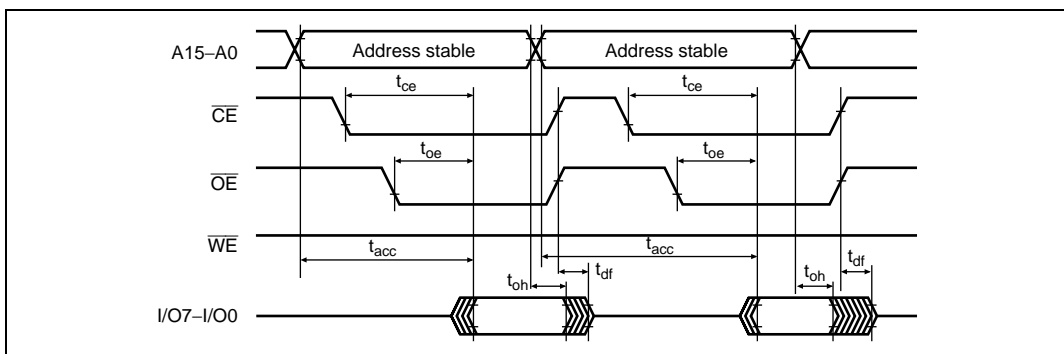 A15–A0 Address stable Address stable
t_ce t_ce
CE
t_oe t_oe
OE
WE
t_acc t_acc
t_oh t_df t_oh t_df
I/O7–I/O0